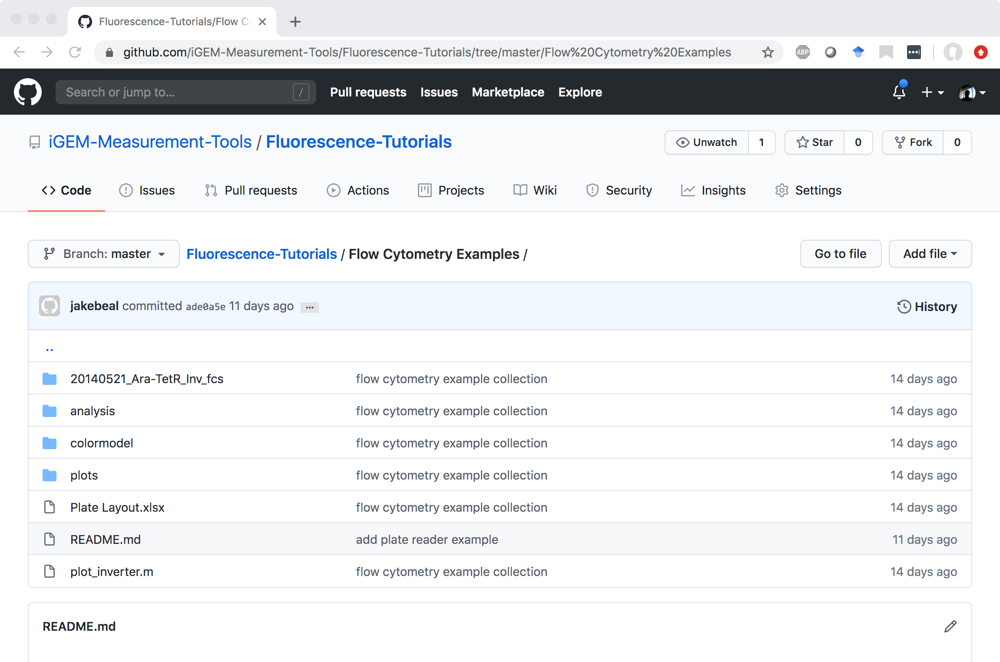 Fluorescence-Tutorials/Flow
github.com/iGEM-Measurement-Tools/Fluorescence-Tutorials/tree/master/Flow%20Cytometry%20Examples
ABP
Search or jump to... /
Pull requests Issues Marketplace Explore
iGEM-Measurement-Tools / Fluorescence-Tutorials
Unwatch 1 Star 0 Fork 0
Code Issues Pull requests Actions Projects Wiki Security Insights Settings
Branch: master Fluorescence-Tutorials / Flow Cytometry Examples /
Go to file Add file
jakebeal committed ade0a5e 11 days ago ... History
..
20140521_Ara-TetR_Inv_fcs flow cytometry example collection 14 days ago
analysis flow cytometry example collection 14 days ago
colormodel flow cytometry example collection 14 days ago
plots flow cytometry example collection 14 days ago
Plate Layout.xlsx flow cytometry example collection 14 days ago
README.md add plate reader example 11 days ago
plot_inverter.m flow cytometry example collection 14 days ago
README.md